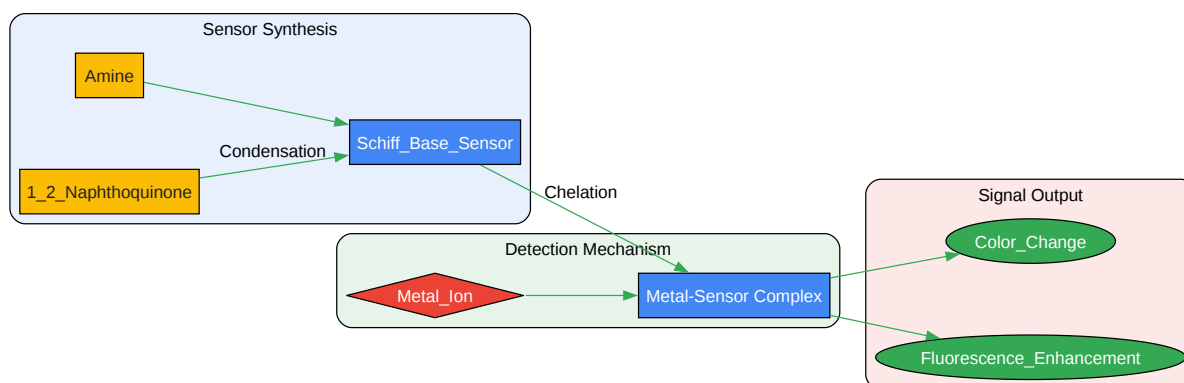 Sensor Synthesis
Amine
Condensation
Schiff_Base_Sensor
1_2_Naphthoquinone
Chelation
Detection Mechanism
Metal_Ion
Metal-Sensor Complex
Signal Output
Color_Change
Fluorescence_Enhancement